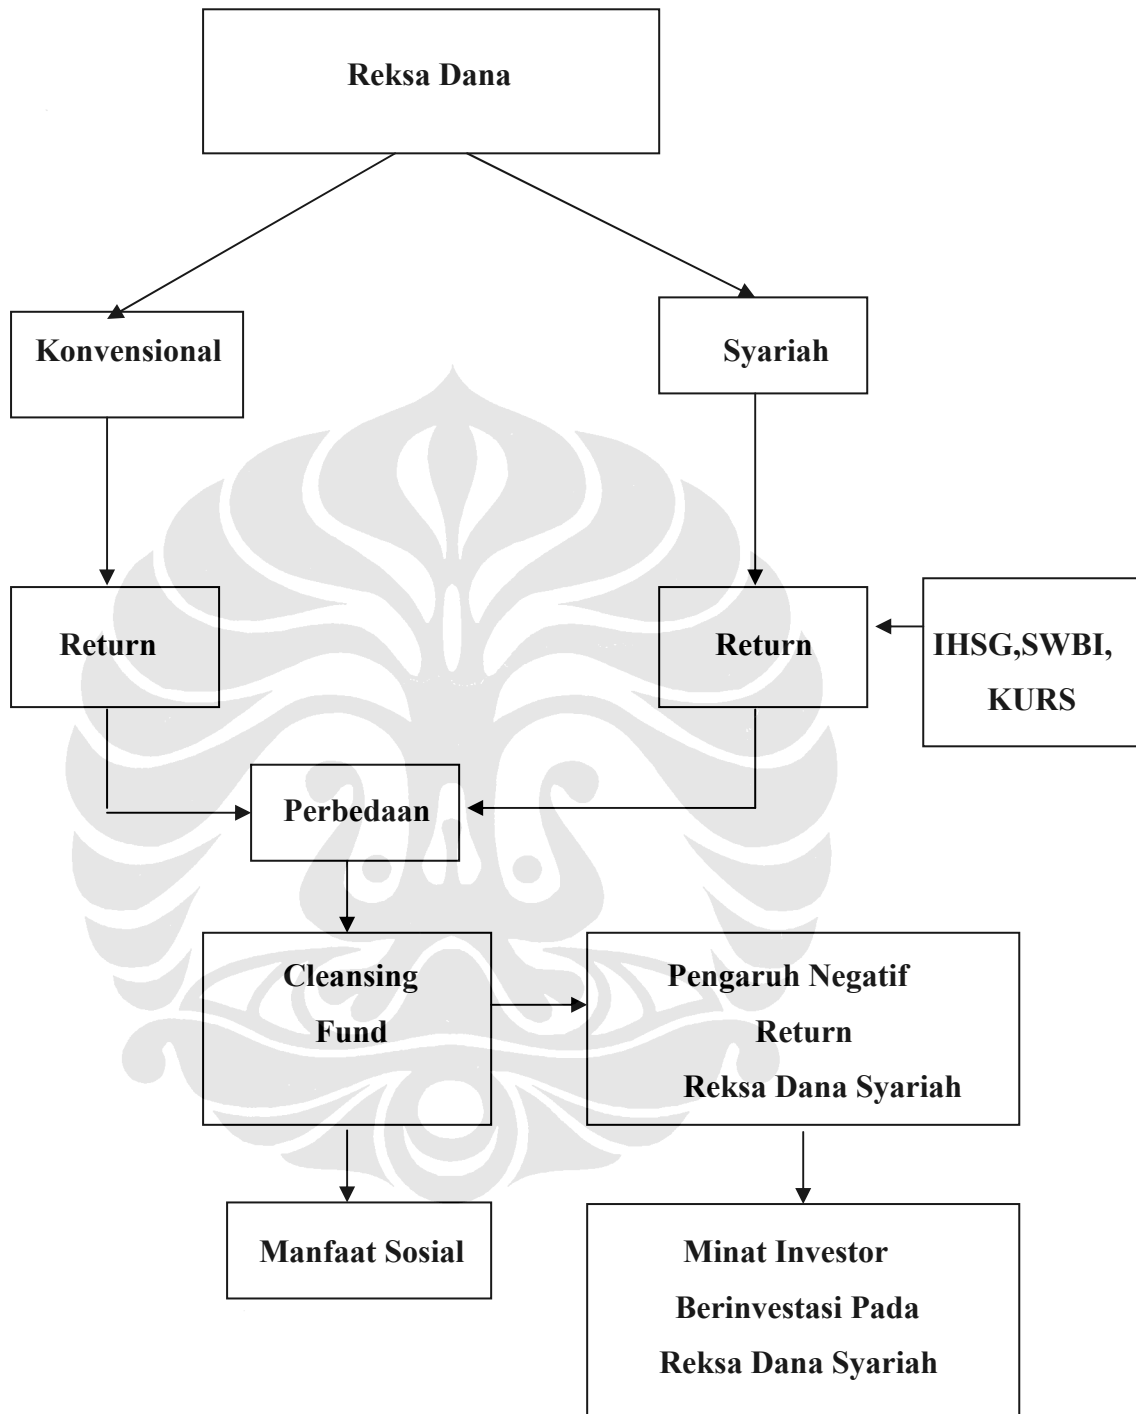 Reksa Dana
Konvensional
Syariah
Return
Return
IHSG,SWBI,
KURS
Perbedaan
Cleansing
Fund
Pengaruh Negatif
Return
Reksa Dana Syariah
Manfaat Sosial
Minat Investor
Berinvestasi Pada
Reksa Dana Syariah